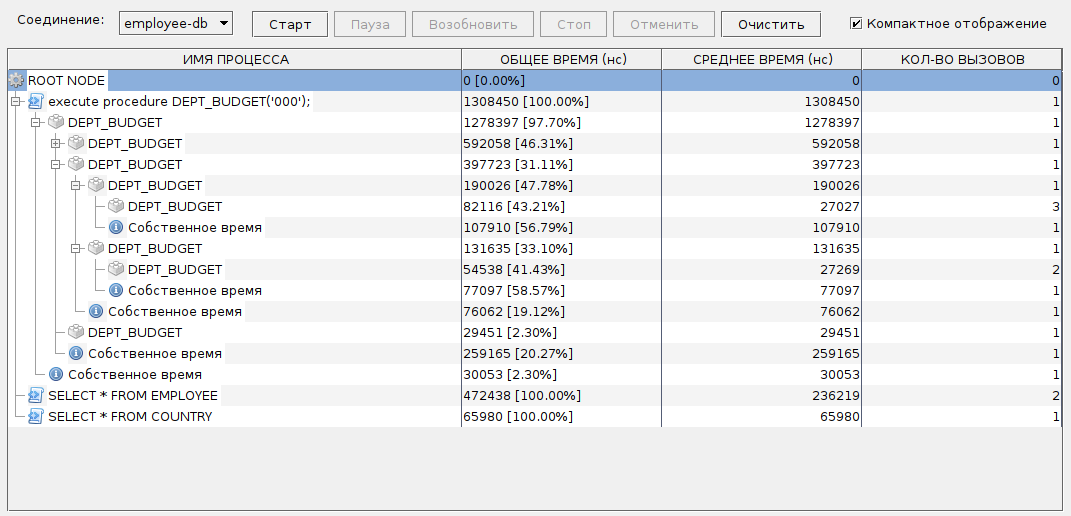 Соединение: employee-db Старт Пауза Возобновить Стоп Отменить Очистить Компактное отображение
ИМЯ ПРОЦЕССА ОБЩЕЕ ВРЕМЯ (нс) СРЕДНЕЕ ВРЕМЯ (нс) КОЛ-ВО ВЫЗОВОВ
ROOT NODE 0 [0.00%] 0 0
execute procedure DEPT_BUDGET('000'); 1308450 [100.00%] 1308450 1
DEPT_BUDGET 1278397 [97.70%] 1278397 1
DEPT_BUDGET 592058 [46.31%] 592058 1
DEPT_BUDGET 397723 [31.11%] 397723 1
DEPT_BUDGET 190026 [47.78%] 190026 1
DEPT_BUDGET 82116 [43.21%] 27027 3
Собственное время 107910 [56.79%] 107910 1
DEPT_BUDGET 131635 [33.10%] 131635 1
DEPT_BUDGET 54538 [41.43%] 27269 2
Собственное время 77097 [58.57%] 77097 1
Собственное время 76062 [19.12%] 76062 1
DEPT_BUDGET 29451 [2.30%] 29451 1
Собственное время 259165 [20.27%] 259165 1
Собственное время 30053 [2.30%] 30053 1
SELECT * FROM EMPLOYEE 472438 [100.00%] 236219 2
SELECT * FROM COUNTRY 65980 [100.00%] 65980 1